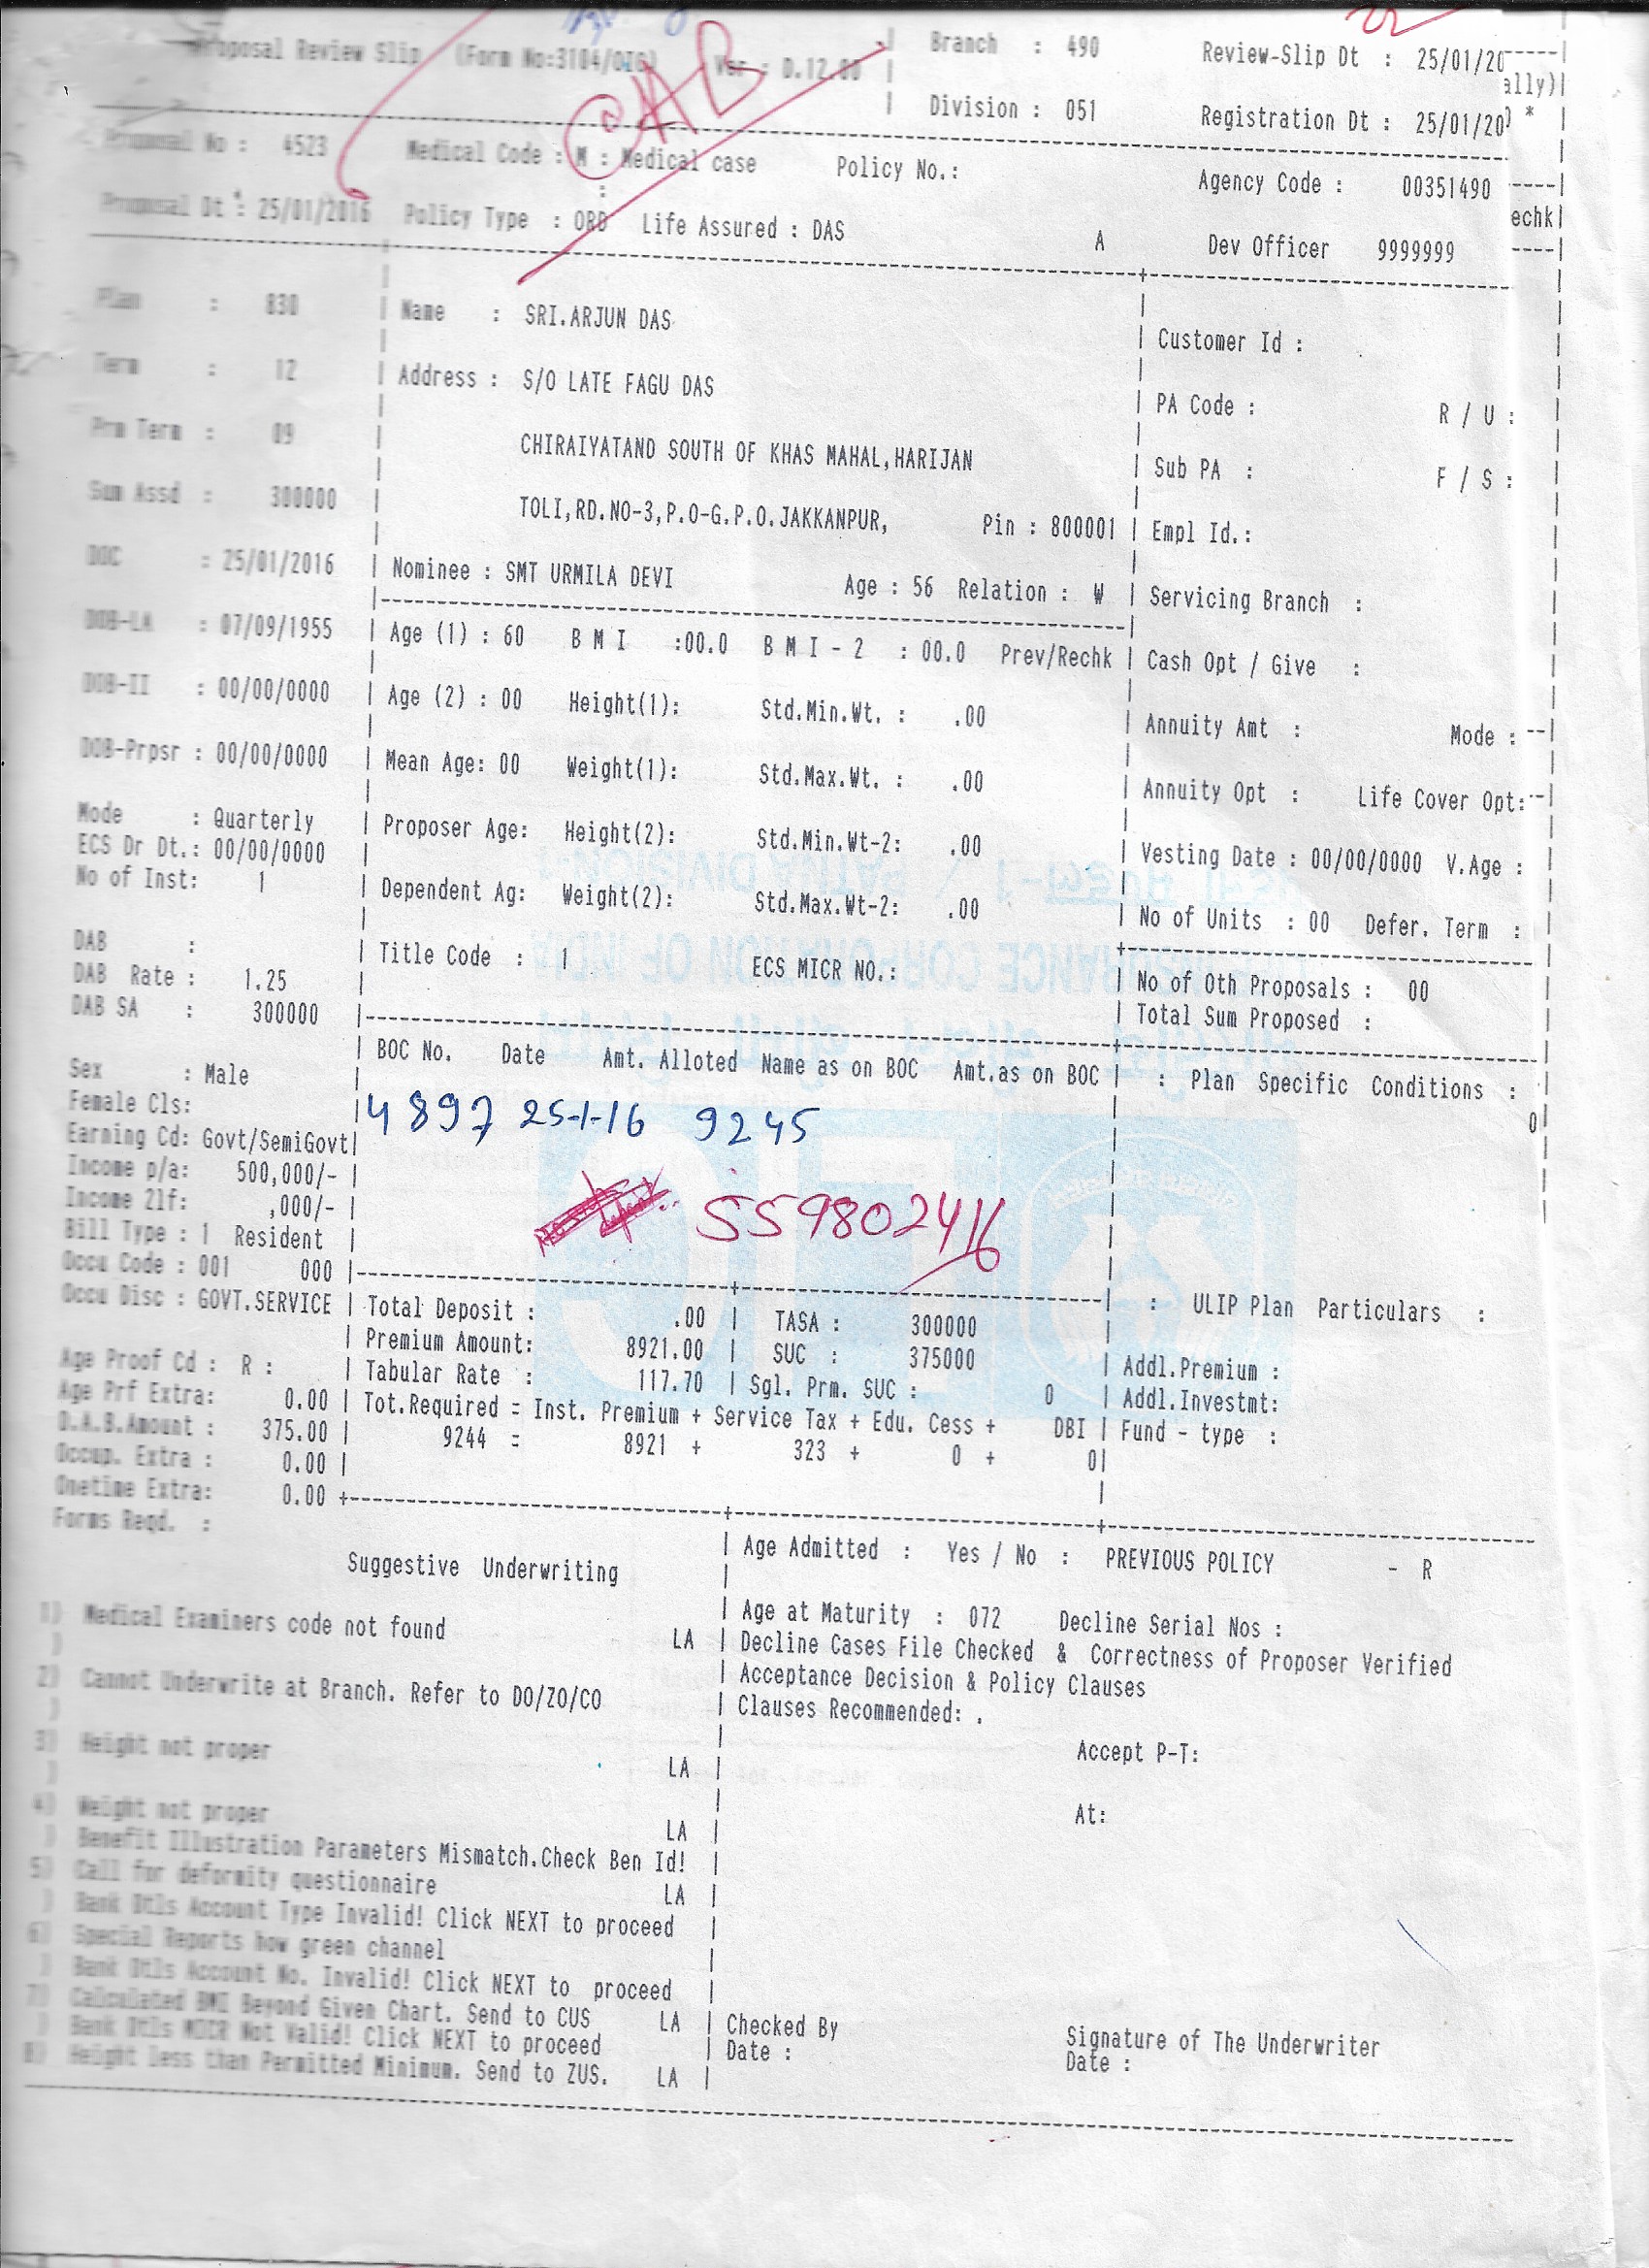 Proposal Review Slip (Form No:3104/OIG) Ver : D.12.00 | Branch : 490 Review-Slip Dt : 25/01/20
ally)|
| Division : 051 Registration Dt : 25/01/20 *
Proposal No : 4523 Medical Code : M : Medical case Policy No.: Agency Code : 00351490
echk|
Proposal Dt : 25/01/2016 Policy Type : ORD Life Assured : DAS A Dev Officer 9999999
Plan : 830 | Name : SRI.ARJUN DAS | Customer Id :
Term : 12 | Address : S/O LATE FAGU DAS | PA Code : R / U :
Prm Term : 09 | CHIRAIYATAND SOUTH OF KHAS MAHAL,HARIJAN | Sub PA : F / S :
Sum Assd : 300000 | TOLI,RD.NO-3,P.O-G.P.O.JAKKANPUR, Pin : 800001 | Empl Id.:
DOC : 25/01/2016 | Nominee : SMT URMILA DEVI Age : 56 Relation : W | Servicing Branch :
DOB-LA : 07/09/1955 | Age (1) : 60 B M I :00.0 B M I - 2 : 00.0 Prev/Rechk | Cash Opt / Give :
DOB-II : 00/00/0000 | Age (2) : 00 Height(1): Std.Min.Wt. : .00 | Annuity Amt : Mode :
DOB-Prpsr : 00/00/0000 | Mean Age: 00 Weight(1): Std.Max.Wt. : .00 | Annuity Opt : Life Cover Opt:
Mode : Quarterly | Proposer Age: Height(2): Std.Min.Wt-2: .00 | Vesting Date : 00/00/0000 V.Age :
ECS Dr Dt.: 00/00/0000
No of Inst: 1 | Dependent Ag: Weight(2): Std.Max.Wt-2: .00 | No of Units : 00 Defer. Term :
DAB : | Title Code : 1 ECS MICR NO.: | No of Oth Proposals : 00
DAB Rate : 1.25 | Total Sum Proposed :
DAB SA : 300000
Sex : Male | BOC No. Date Amt. Alloted Name as on BOC Amt.as on BOC | : Plan Specific Conditions :
Female Cls: 4897 25-1-16 9245 0|
Earning Cd: Govt/SemiGovt|
Income p/a: 500,000/- |
Income 2lf: ,000/- | 559802416
Bill Type : 1 Resident |
Occu Code : 001 000 |
Occu Disc : GOVT.SERVICE | Total Deposit : .00 | TASA : 300000 | : ULIP Plan Particulars :
| Premium Amount: 8921.00 | SUC : 375000
Age Proof Cd : R : | Tabular Rate : 117.70 | Sgl. Prm. SUC : 0 | Addl.Premium :
Age Prf Extra: 0.00 | Tot.Required = Inst. Premium + Service Tax + Edu. Cess + DBI | Addl.Investmt:
D.A.B.Amount : 375.00 | 9244 = 8921 + 323 + 0 + 0| Fund - type :
Occup. Extra : 0.00 |
Onetime Extra: 0.00
Forms Reqd. :
Suggestive Underwriting | Age Admitted : Yes / No : PREVIOUS POLICY - R
1) Medical Examiners code not found LA | Age at Maturity : 072 Decline Serial Nos :
) | Decline Cases File Checked & Correctness of Proposer Verified
2) Cannot Underwrite at Branch. Refer to DO/ZO/CO | Acceptance Decision & Policy Clauses
) | Clauses Recommended: .
3) Height not proper LA | Accept P-T:
)
4) Weight not proper LA | At:
) Benefit Illustration Parameters Mismatch.Check Ben Id! |
5) Call for deformity questionnaire LA |
) Bank Dtls Account Type Invalid! Click NEXT to proceed |
6) Special Reports how green channel |
) Bank Dtls Account No. Invalid! Click NEXT to proceed |
7) Calculated BMI Beyond Given Chart. Send to CUS LA | Checked By Signature of The Underwriter
) Bank Dtls MICR Not Valid! Click NEXT to proceed | Date : Date :
8) Height less than Permitted Minimum. Send to ZUS. LA |